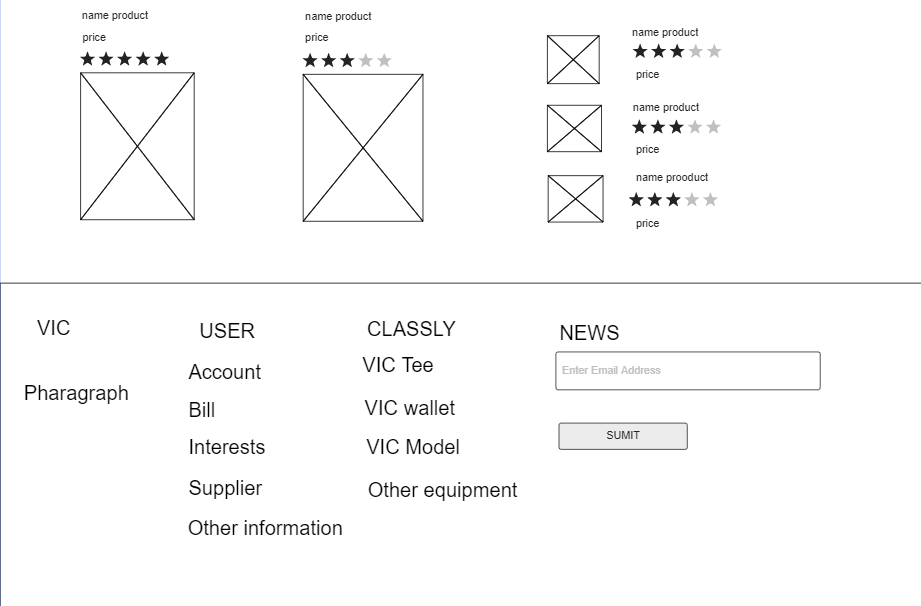 name product
price
name product
price
name product
price
name product
price
name prooduct
price
VIC
Pharagraph
USER
Account
Bill
Interests
Supplier
Other information
CLASSLY
VIC Tee
VIC wallet
VIC Model
Other equipment
NEWS
Enter Email Address
SUMIT